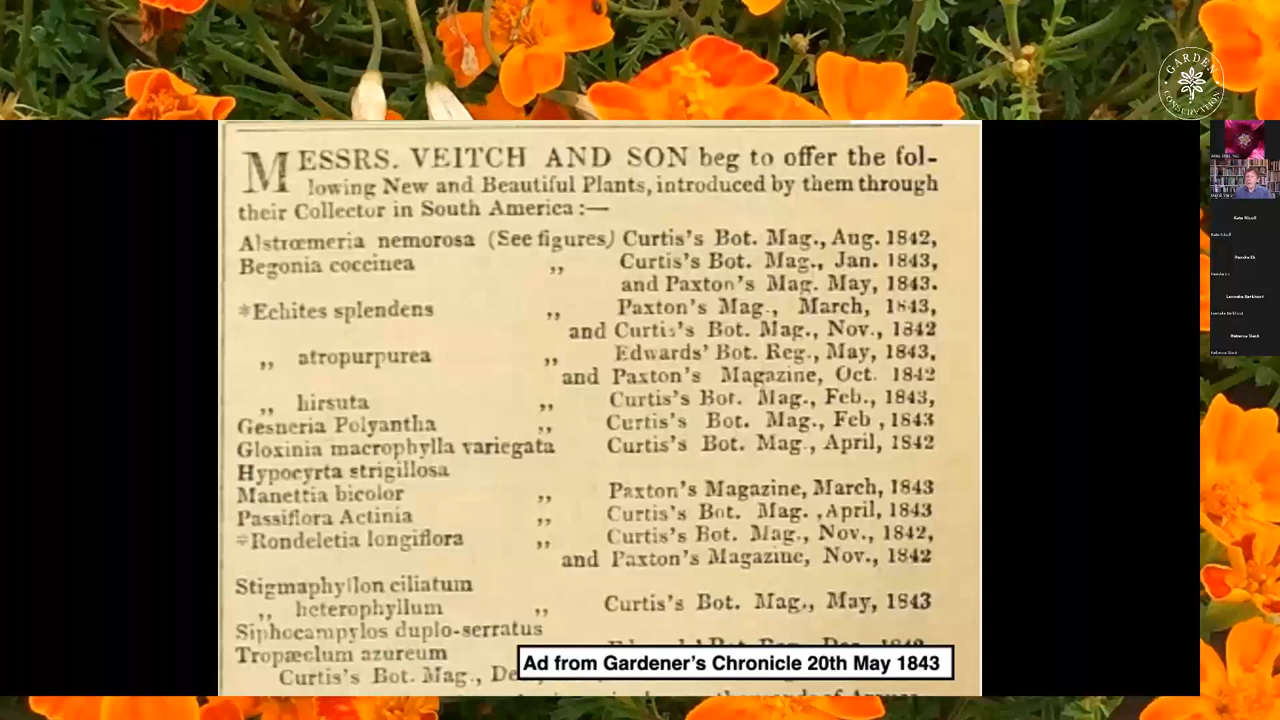 MESSRS. VEITCH AND SON beg to offer the fol-
lowing New and Beautiful Plants, introduced by them through
their Collector in South America :—
Alstrœmeria nemorosa (See figures) Curtis's Bot. Mag., Aug. 1842,
Begonia coccinea ,, Curtis's Bot. Mag., Jan. 1843,
and Paxton's Mag. May, 1843.
*Echites splendens ,, Paxton's Mag., March, 1843,
and Curtis's Bot. Mag., Nov., 1842
,, atropurpurea ,, Edwards' Bot. Reg., May, 1843,
and Paxton's Magazine, Oct. 1842
,, hirsuta ,, Curtis's Bot. Mag., Feb., 1843,
Gesneria Polyantha ,, Curtis's Bot. Mag., Feb , 1843
Gloxinia macrophylla variegata Curtis's Bot. Mag., April, 1842
Hypocyrta strigillosa
Manettia bicolor ,, Paxton's Magazine, March, 1843
Passiflora Actinia ,, Curtis's Bot. Mag. ,April, 1843
*Rondeletia longiflora ,, Curtis's Bot. Mag., Nov., 1842,
and Paxton's Magazine, Nov., 1842
Stigmaphyllon ciliatum
,, heterophyllum ,, Curtis's Bot. Mag., May, 1843
Siphocampylos duplo-serratus
Tropæolum azureum
Curtis's Bot. Mag.,
Ad from Gardener's Chronicle 20th May 1843
GARDEN
CONSERVATION